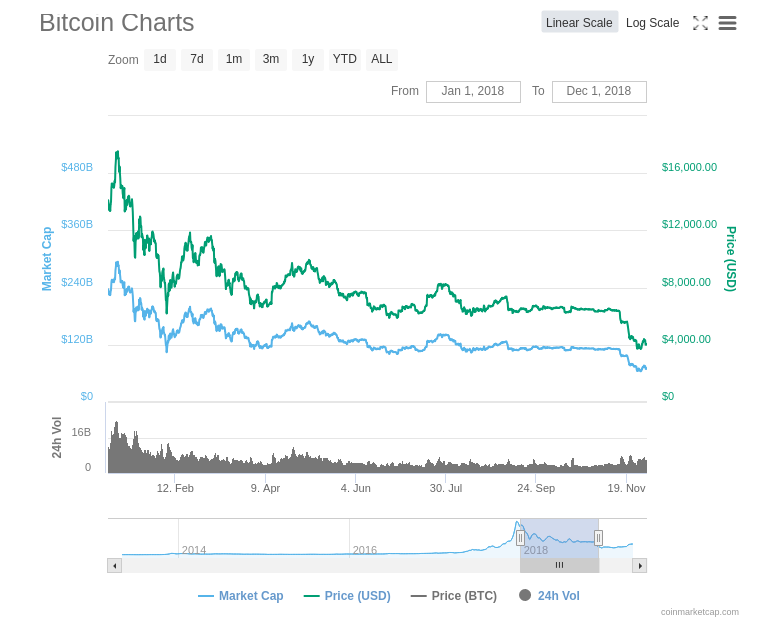 Bitcoin Charts
Linear Scale Log Scale
Zoom 1d 7d 1m 3m 1y YTD ALL
From Jan 1, 2018 To Dec 1, 2018
$480B $16,000.00
$360B $12,000.00
Market Cap
Price (USD)
$240B $8,000.00
$120B $4,000.00
$0 $0
24h Vol
16B
0
12. Feb 9. Apr 4. Jun 30. Jul 24. Sep 19. Nov
2014 2016 2018
Market Cap Price (USD) Price (BTC) 24h Vol
coinmarketcap.com